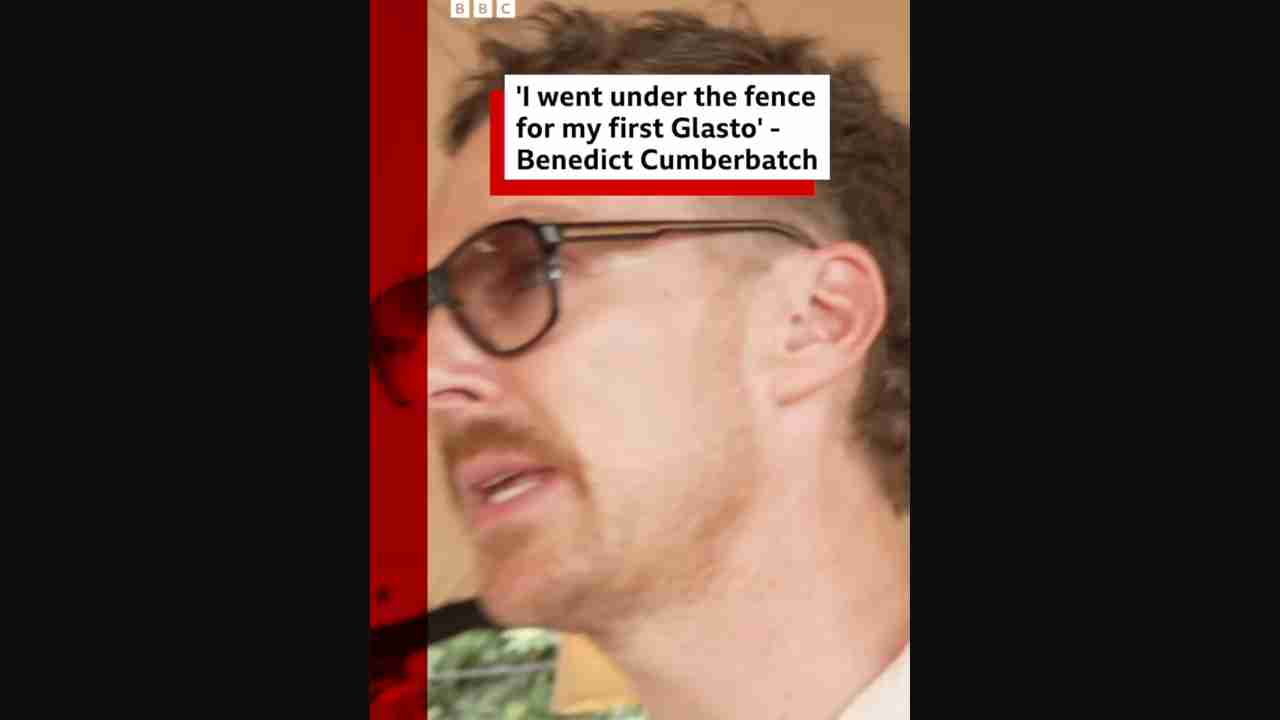 BBC
'I went under the fence
for my first Glasto' -
Benedict Cumberbatch